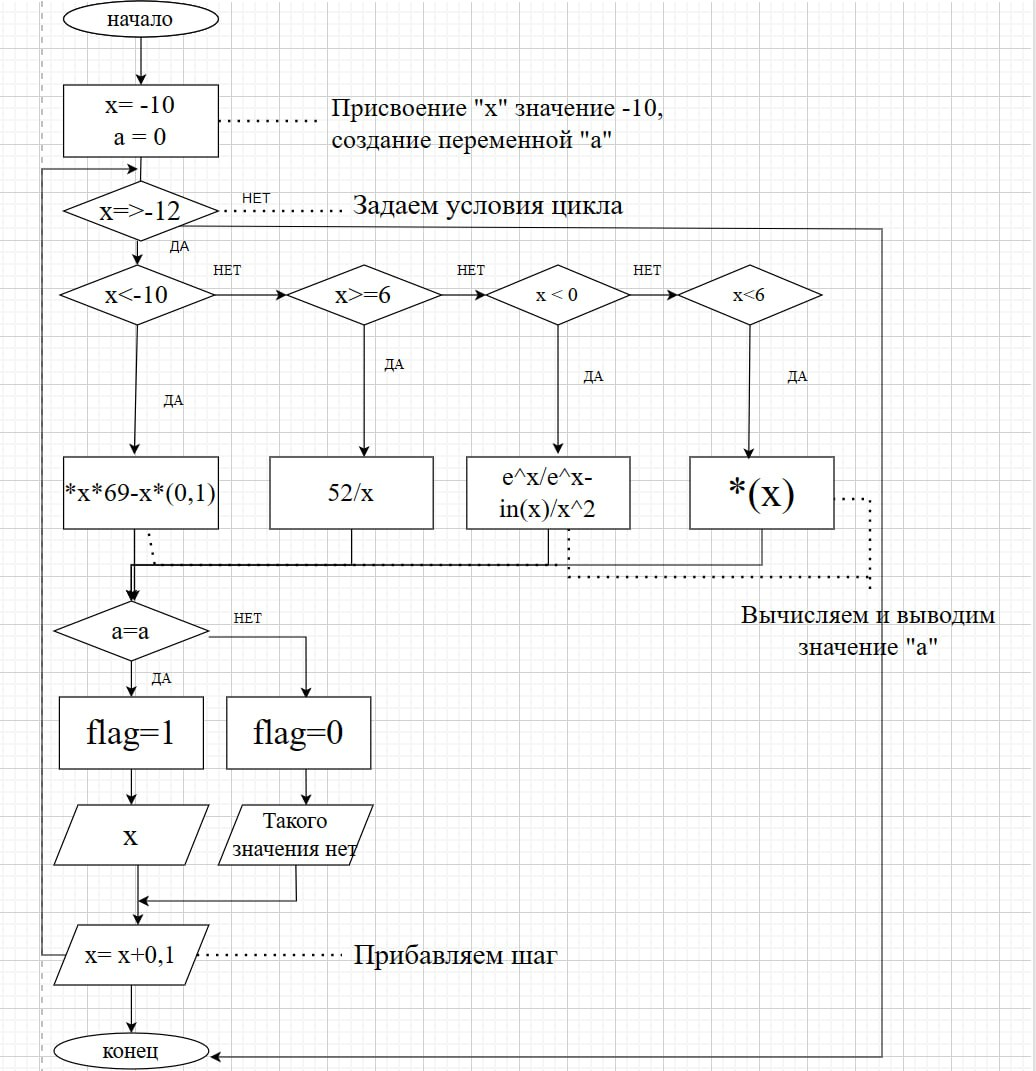 начало
x= -10
a = 0
Присвоение "x" значение -10,
создание переменной "a"
x=>-12
НЕТ
Задаем условия цикла
ДА
x<-10
НЕТ
x>=6
НЕТ
x < 0
НЕТ
x<6
ДА
ДА
ДА
ДА
*x*69-x*(0,1)
52/x
e^x/e^x-
in(x)/x^2
*(x)
Вычисляем и выводим
значение "a"
a=a
НЕТ
ДА
flag=1
flag=0
x
Такого
значения нет
x= x+0,1
Прибавляем шаг
конец